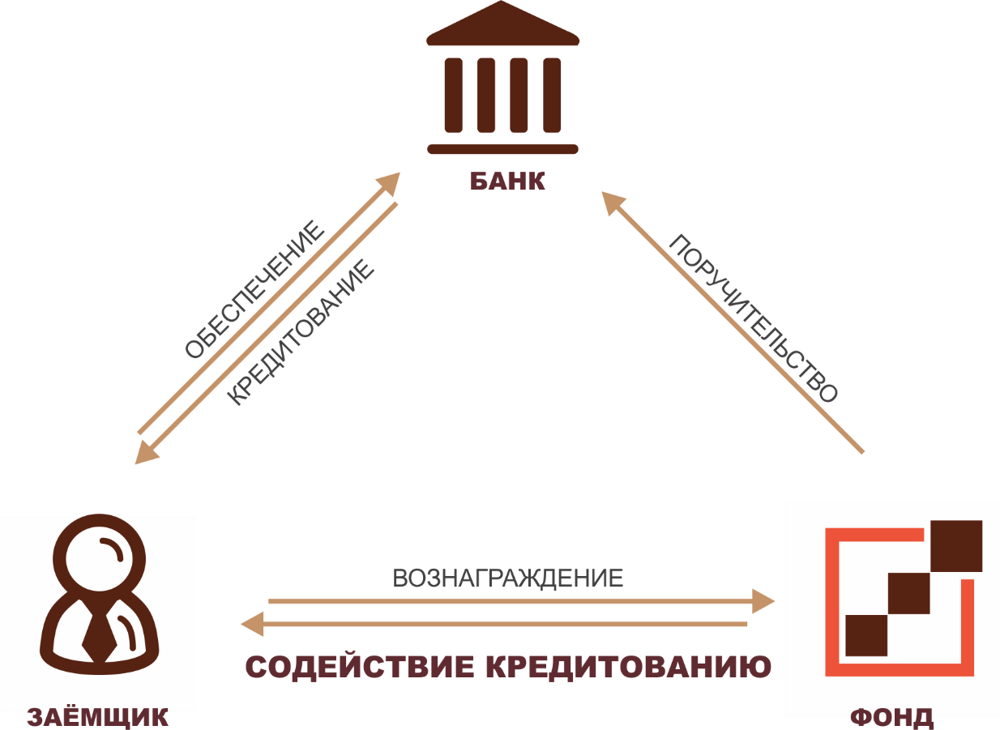 БАНК
ОБЕСПЕЧЕНИЕ
КРЕДИТОВАНИЕ
ПОРУЧИТЕЛЬСТВО
ВОЗНАГРАЖДЕНИЕ
СОДЕЙСТВИЕ КРЕДИТОВАНИЮ
ЗАЁМЩИК
ФОНД